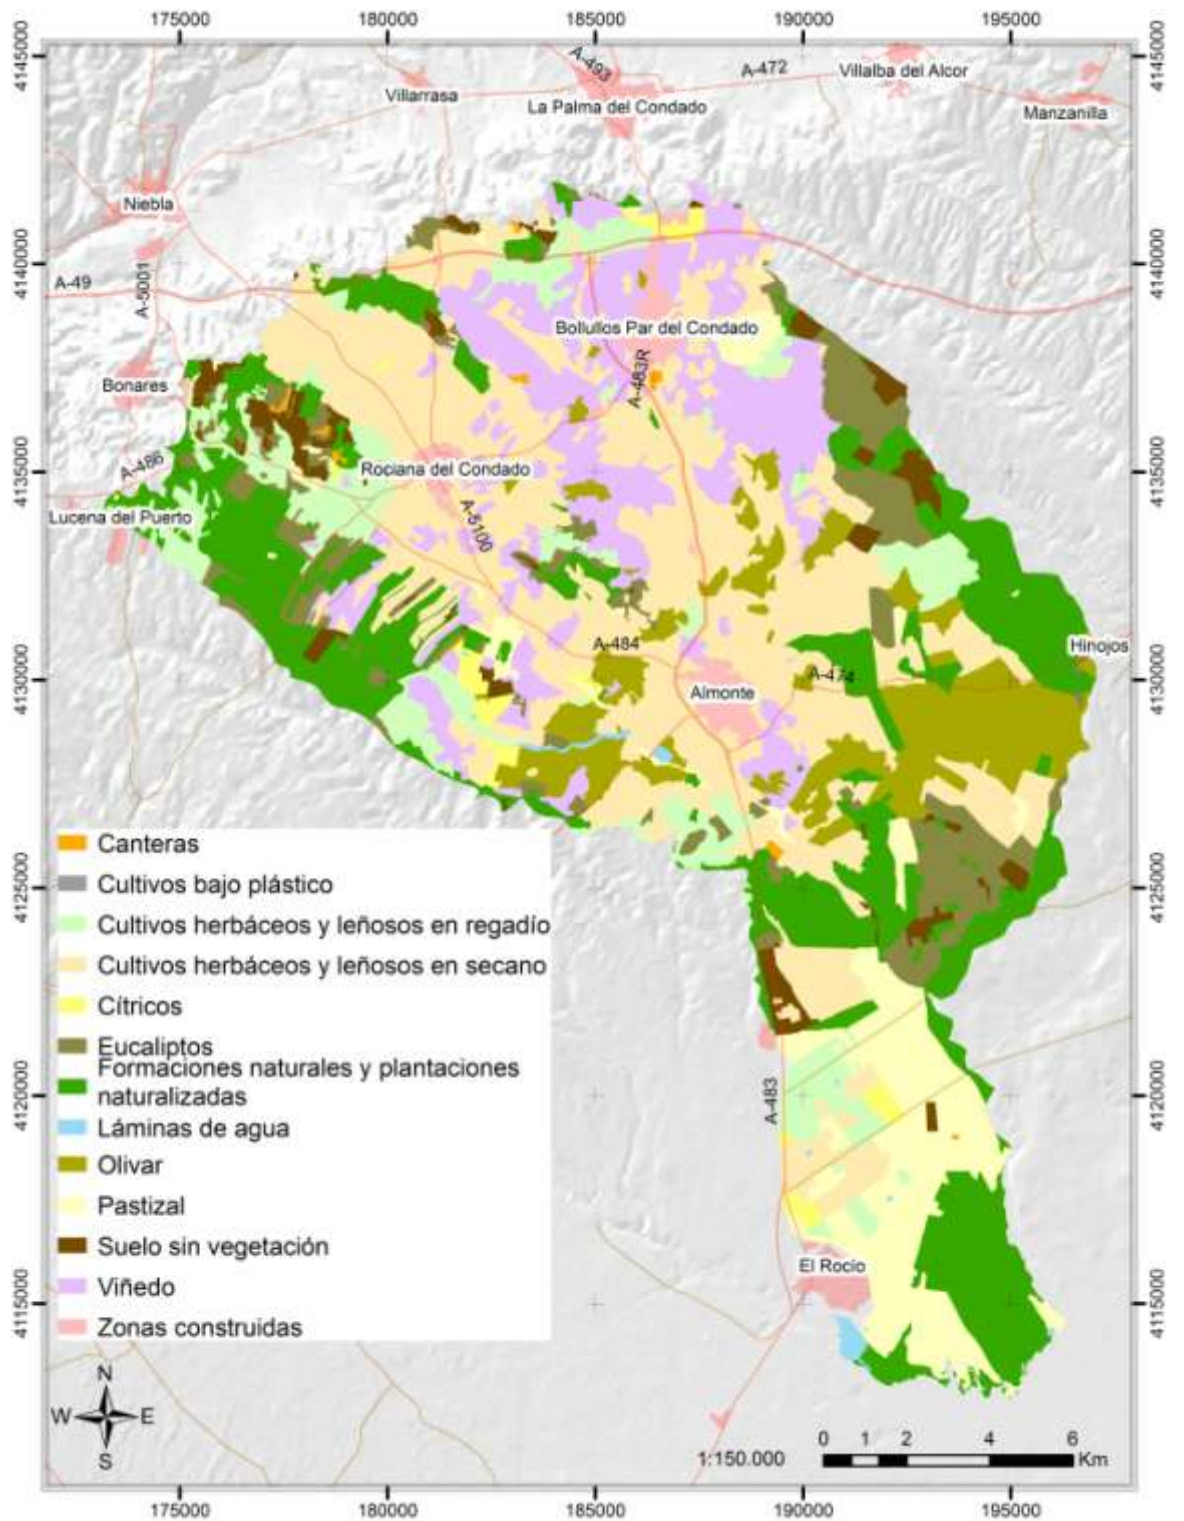 175000 180000 185000 190000 195000
4145000 4145000
A-493
A-472
Villalba del Alcor
Villarrasa
La Palma del Condado
Manzanilla
Niebla
4140000 4140000
A-49
A-5001
Bollullos Par del Condado
A-483R
Bonares
A-486
Rociana del Condado
4135000 4135000
Lucena del Puerto
A-5100
A-484
Hinojos
A-474
4130000 4130000
Almonte
Canteras
4125000 4125000
Cultivos bajo plástico
Cultivos herbáceos y leñosos en regadío
Cultivos herbáceos y leñosos en secano
Cítricos
Eucaliptos
Formaciones naturales y plantaciones
naturalizadas
A-483
4120000 4120000
Láminas de agua
Olivar
Pastizal
Suelo sin vegetación
El Rocio
Viñedo
4115000 4115000
Zonas construidas
N
W E
S
1:150.000
0 1 2 4 6
Km
175000 180000 185000 190000 195000